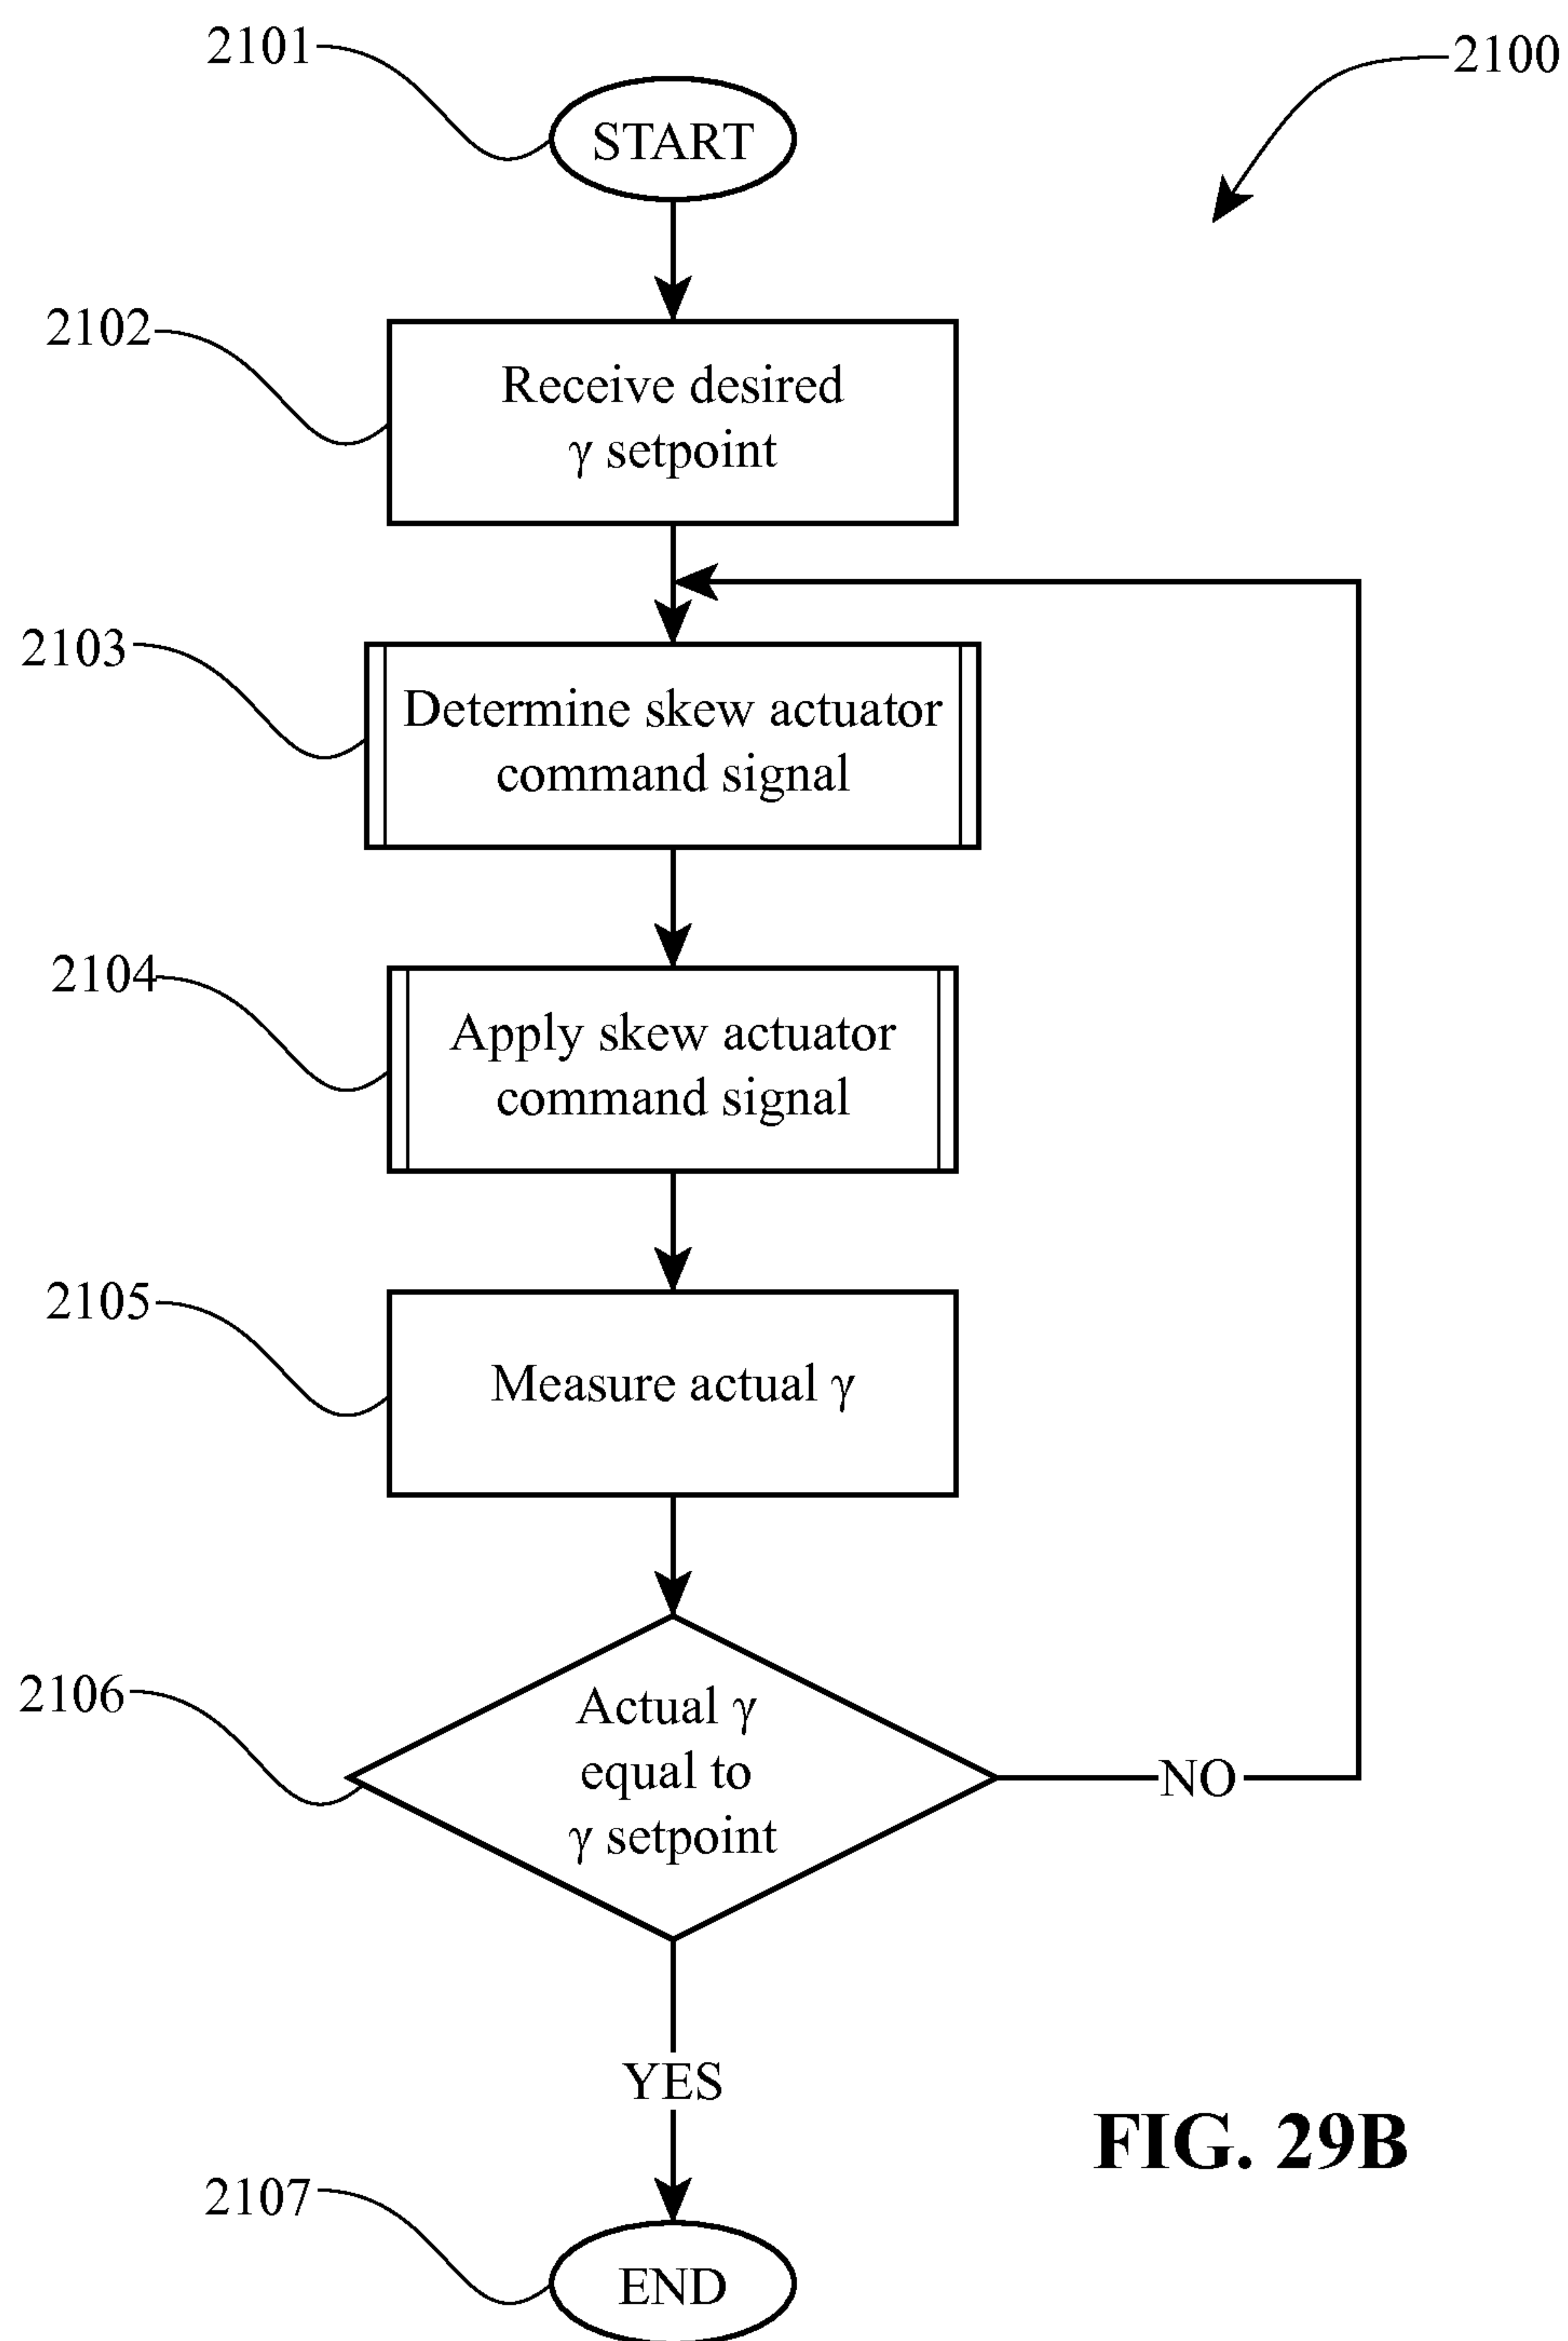 2101
2100
START
2102
Receive desired
γ setpoint
2103
Determine skew actuator
command signal
2104
Apply skew actuator
command signal
2105
Measure actual γ
2106
Actual γ
equal to
γ setpoint
NO
YES
FIG. 29B
2107
END